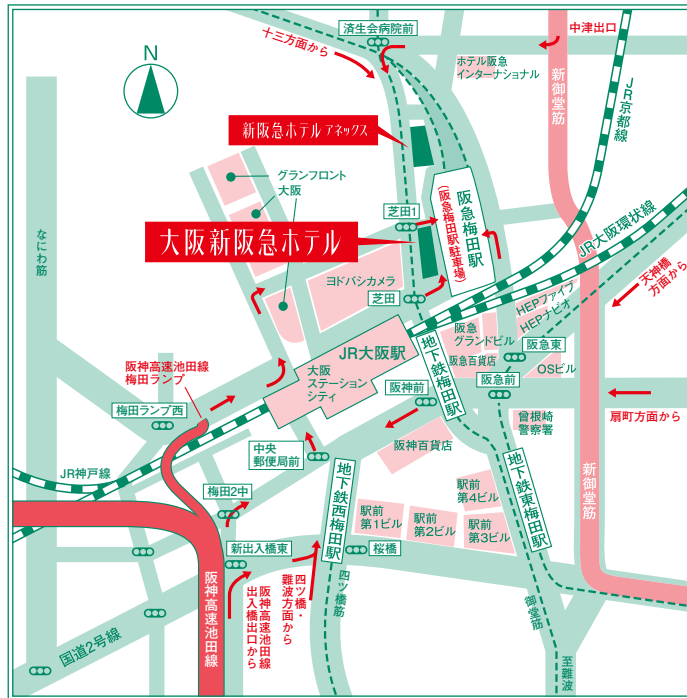 済生会病院前
十三方面から
中津出口
ホテル阪急
インターナショナル
新御堂筋
JR京都線
N
新阪急ホテル アネックス
グランフロント
大阪
芝田1
阪急梅田駅
(阪急梅田駅駐車場)
大阪新阪急ホテル
なにわ筋
JR大阪環状線
天神橋
方面から
ヨドバシカメラ
芝田
HEPファイブ
HEPナビオ
阪急
グランドビル
阪急東
JR大阪駅
大阪
ステーション
シティ
地下鉄梅田駅
阪急百貨店
OSビル
阪神高速池田線
梅田ランプ
阪神前
阪急前
梅田ランプ西
扇町方面から
曾根崎
警察署
阪神百貨店
中央
郵便局前
JR神戸線
地下鉄西梅田駅
地下鉄東梅田駅
新御堂筋
梅田2中
駅前
第4ビル
駅前
第1ビル
駅前
第2ビル
駅前
第3ビル
新出入橋東
桜橋
阪神高速池田線
阪神高速池田線
出入橋出口から
四ツ橋・
難波方面から
四ツ橋筋
御堂筋
国道2号線
至難波